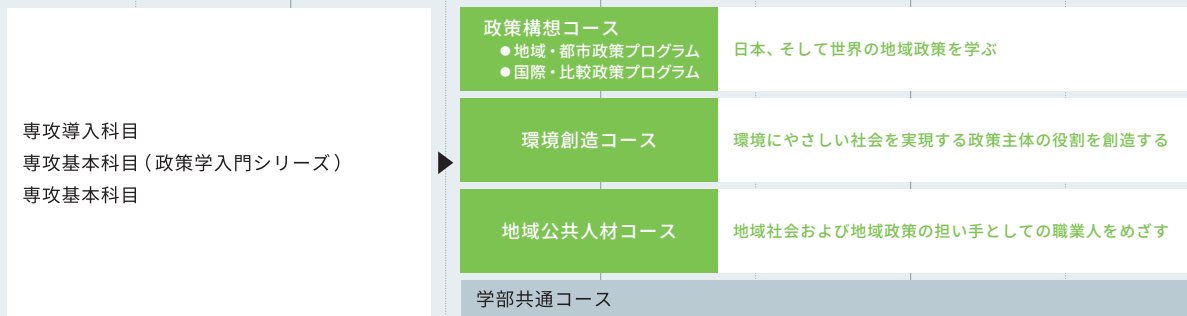 専攻導入科目
専攻基本科目(政策学入門シリーズ)
専攻基本科目
政策構想コース
●地域・都市政策プログラム
●国際・比較政策プログラム
日本、そして世界の地域政策を学ぶ
環境創造コース
環境にやさしい社会を実現する政策主体の役割を創造する
地域公共人材コース
地域社会および地域政策の担い手としての職業人をめざす
学部共通コース